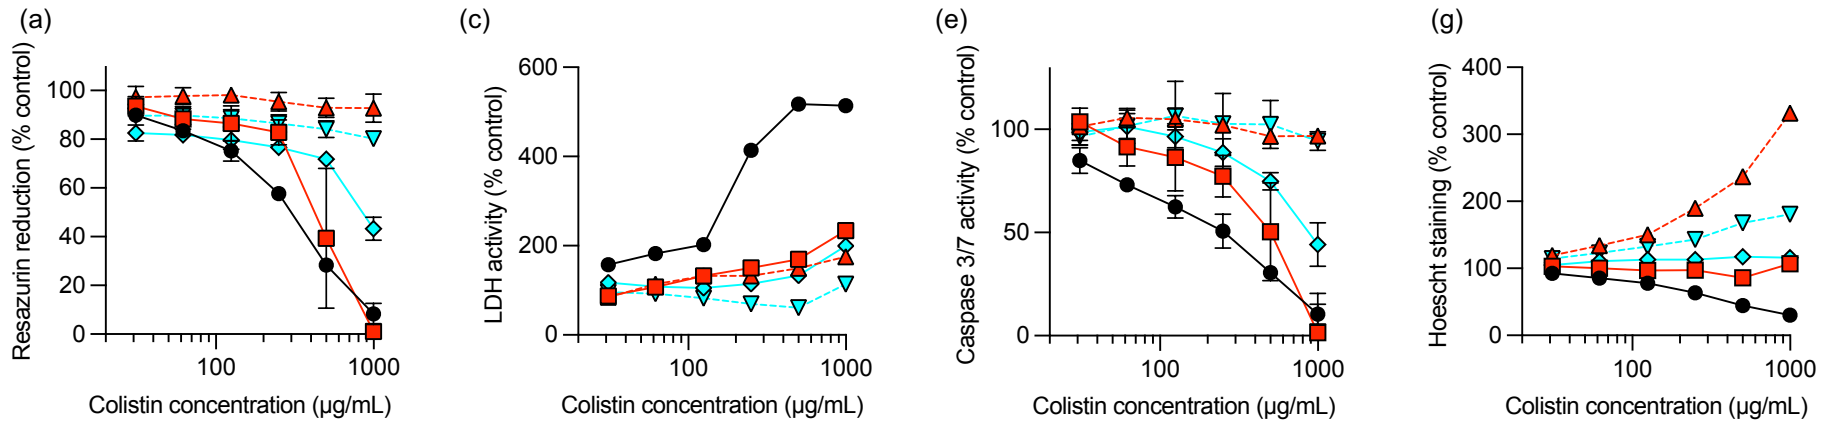 (a)
Resazurin reduction (% control)
100
80
60
40
20
0
100
1000
Colistin concentration (µg/mL)
(c)
LDH activity (% control)
600
400
200
0
100
1000
Colistin concentration (µg/mL)
(e)
Caspase 3/7 activity (% control)
100
50
0
100
1000
Colistin concentration (µg/mL)
(g)
Hoescht staining (% control)
400
300
200
100
0
100
1000
Colistin concentration (µg/mL)